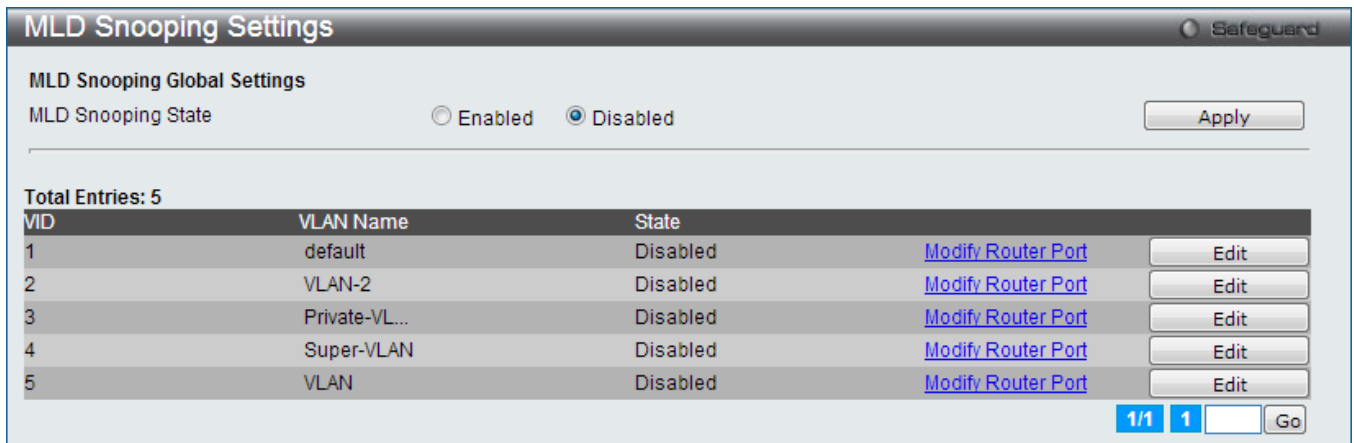 MLD Snooping Settings Safeguard
MLD Snooping Global Settings
MLD Snooping State Enabled Disabled Apply
Total Entries: 5
VID VLAN Name State
1 default Disabled Modify Router Port Edit
2 VLAN-2 Disabled Modify Router Port Edit
3 Private-VL... Disabled Modify Router Port Edit
4 Super-VLAN Disabled Modify Router Port Edit
5 VLAN Disabled Modify Router Port Edit
1/1 1 Go